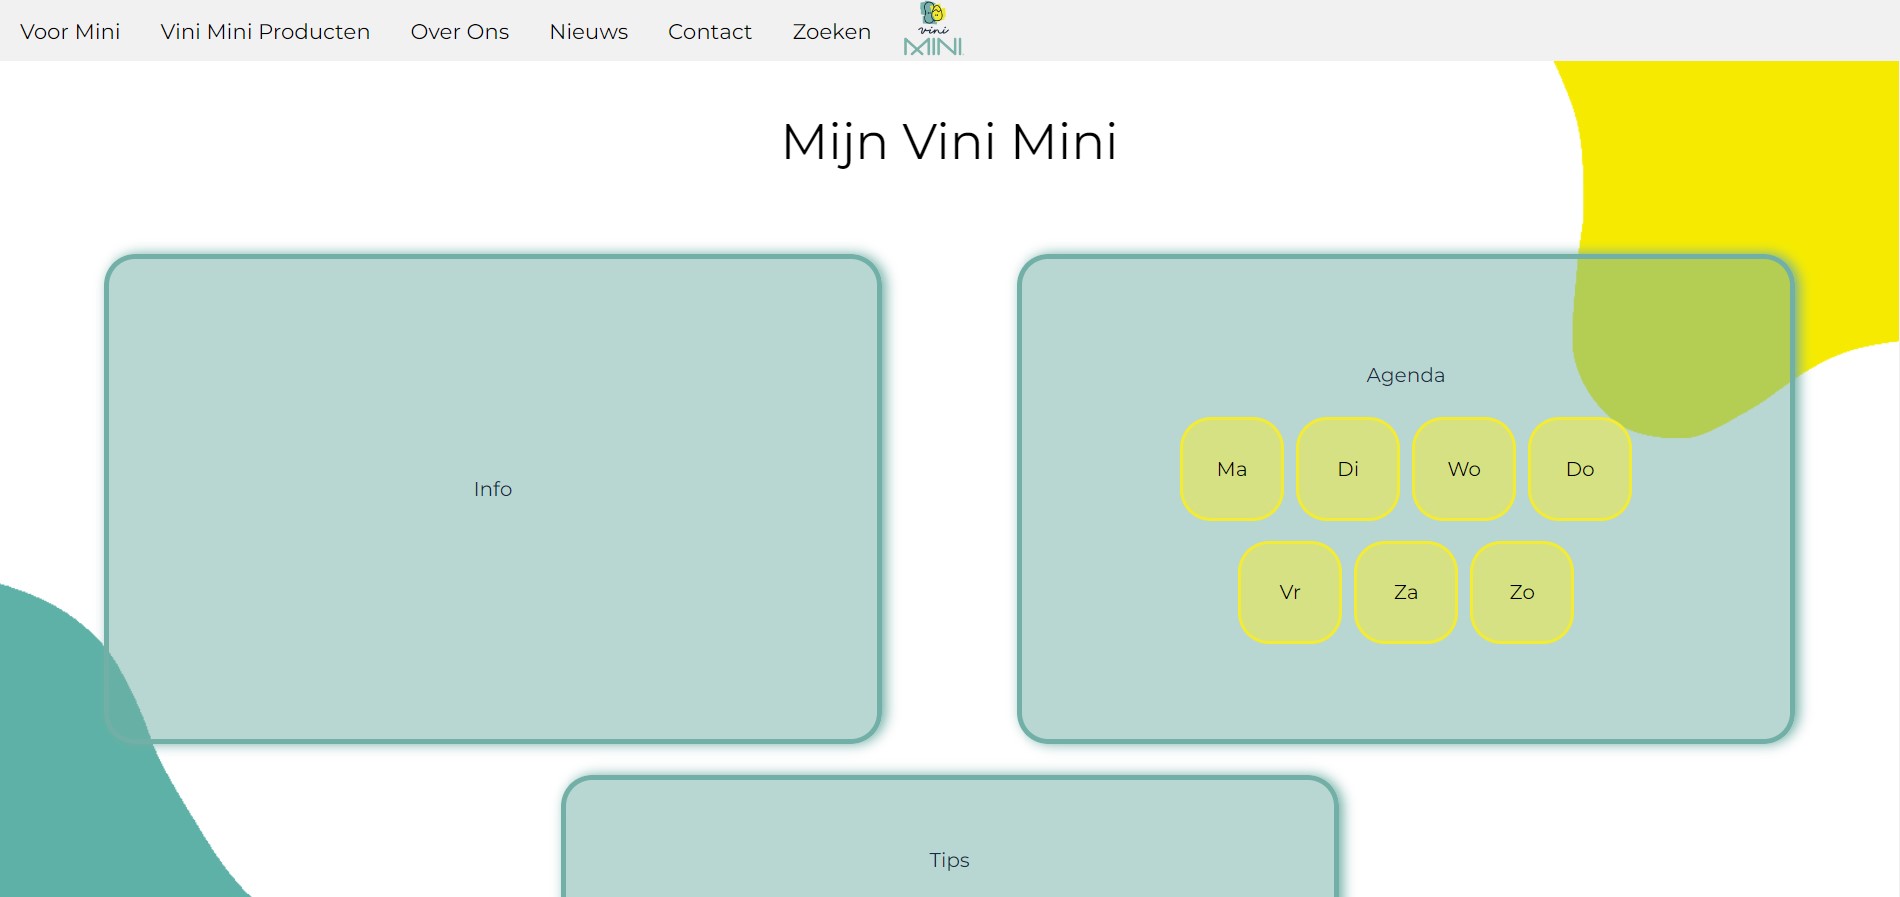 Voor Mini Vini Mini Producten Over Ons Nieuws Contact Zoeken
vini
MINI
Mijn Vini Mini
Info
Agenda
Ma Di Wo Do
Vr Za Zo
Tips